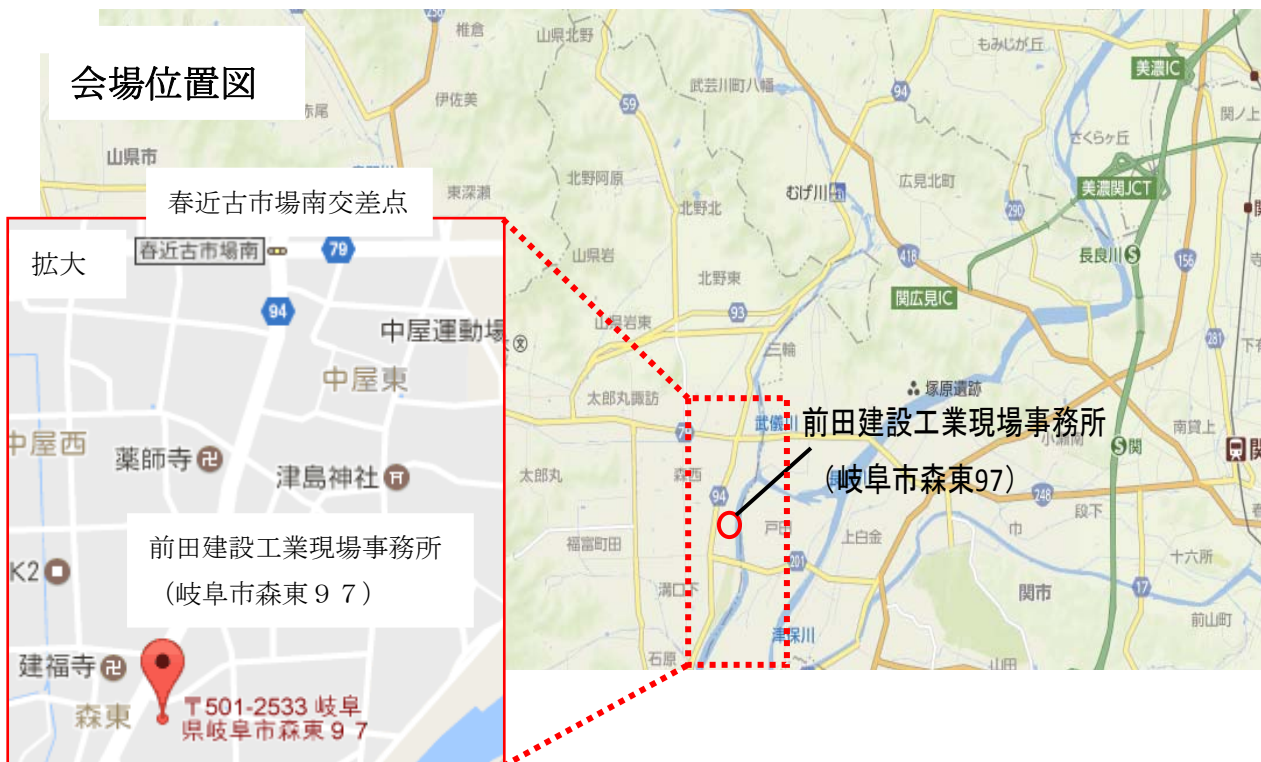 会場位置図
椎倉
山県北野
もみじが丘
美濃IC
伊佐美
武芸川町八幡
94
59
関ノ上
赤尾
さくらヶ丘
山県市
東深瀬
北野阿原
北野北
むげ川
広見北町
美濃関JCT
290
春近古市場南交差点
山県岩
北野東
418
長良川
156
関広見IC
93
山県岩東
三輪
281
太郎丸諏訪
塚原遺跡
79
武儀川
前田建設工業現場事務所
（岐阜市森東97）
小瀬南
南貸上
関
関
太郎丸
森西
94
248
段下
戸田
上白金
巾
福富町田
201
十六所
溝口下
関市
17
前山町
津保川
石原
山田
拡大
春近古市場南
79
94
中屋運動場
中屋東
中屋西
薬師寺
津島神社
前田建設工業現場事務所
（岐阜市森東９７）
K2
建福寺
森東
〒501-2533 岐阜
県岐阜市森東９７